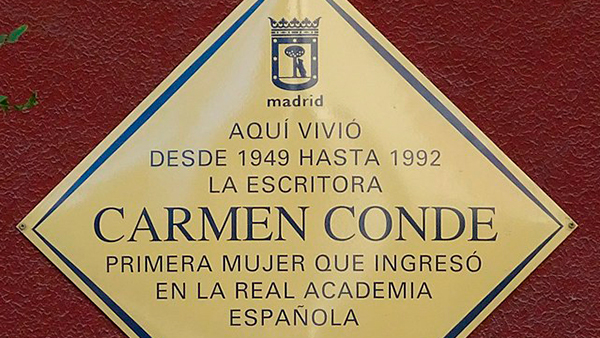 madrid
AQUÍ VIVIÓ
DESDE 1949 HASTA 1992
LA ESCRITORA
CARMEN CONDE
PRIMERA MUJER QUE INGRESÓ
EN LA REAL ACADEMIA
ESPAÑOLA